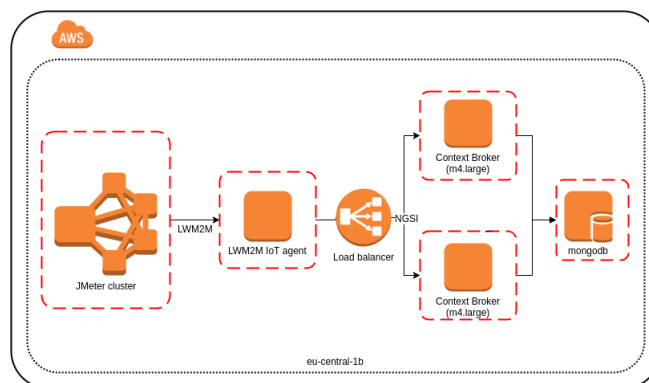 AWS
JMeter cluster
LWM2M
LWM2M IoT agent
Load balancer
NGSI
Context Broker
(m4.large)
Context Broker
(m4.large)
mongodb
eu-central-1b